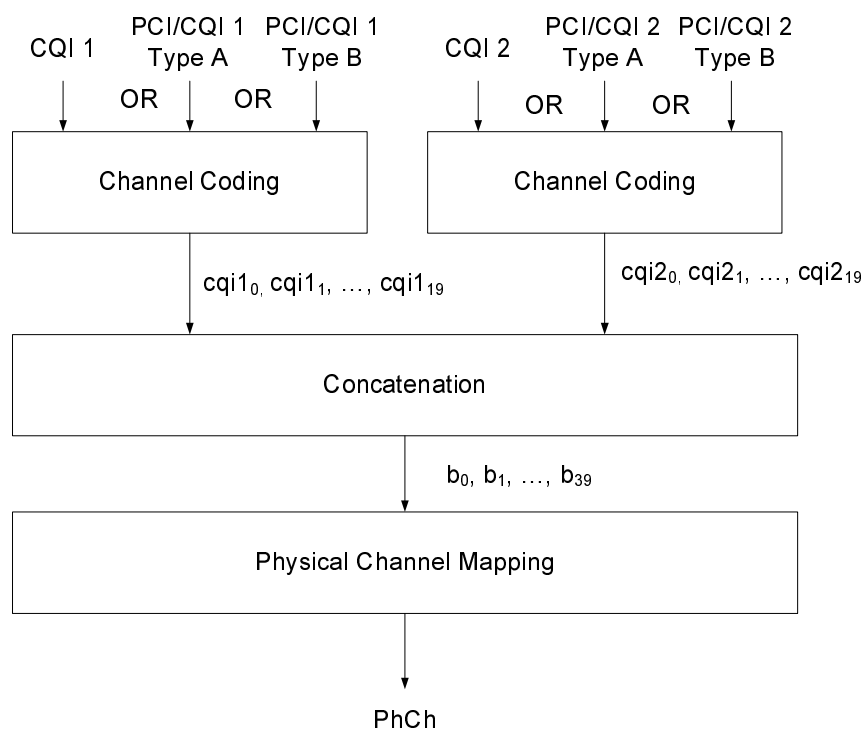 CQI 1
PCI/CQI 1
Type A
PCI/CQI 1
Type B
OR
OR
CQI 2
PCI/CQI 2
Type A
PCI/CQI 2
Type B
OR
OR
Channel Coding
Channel Coding
cqi1₀, cqi1₁, …, cqi1₁₉
cqi2₀, cqi2₁, …, cqi2₁₉
Concatenation
b₀, b₁, …, b₃₉
Physical Channel Mapping
PhCh